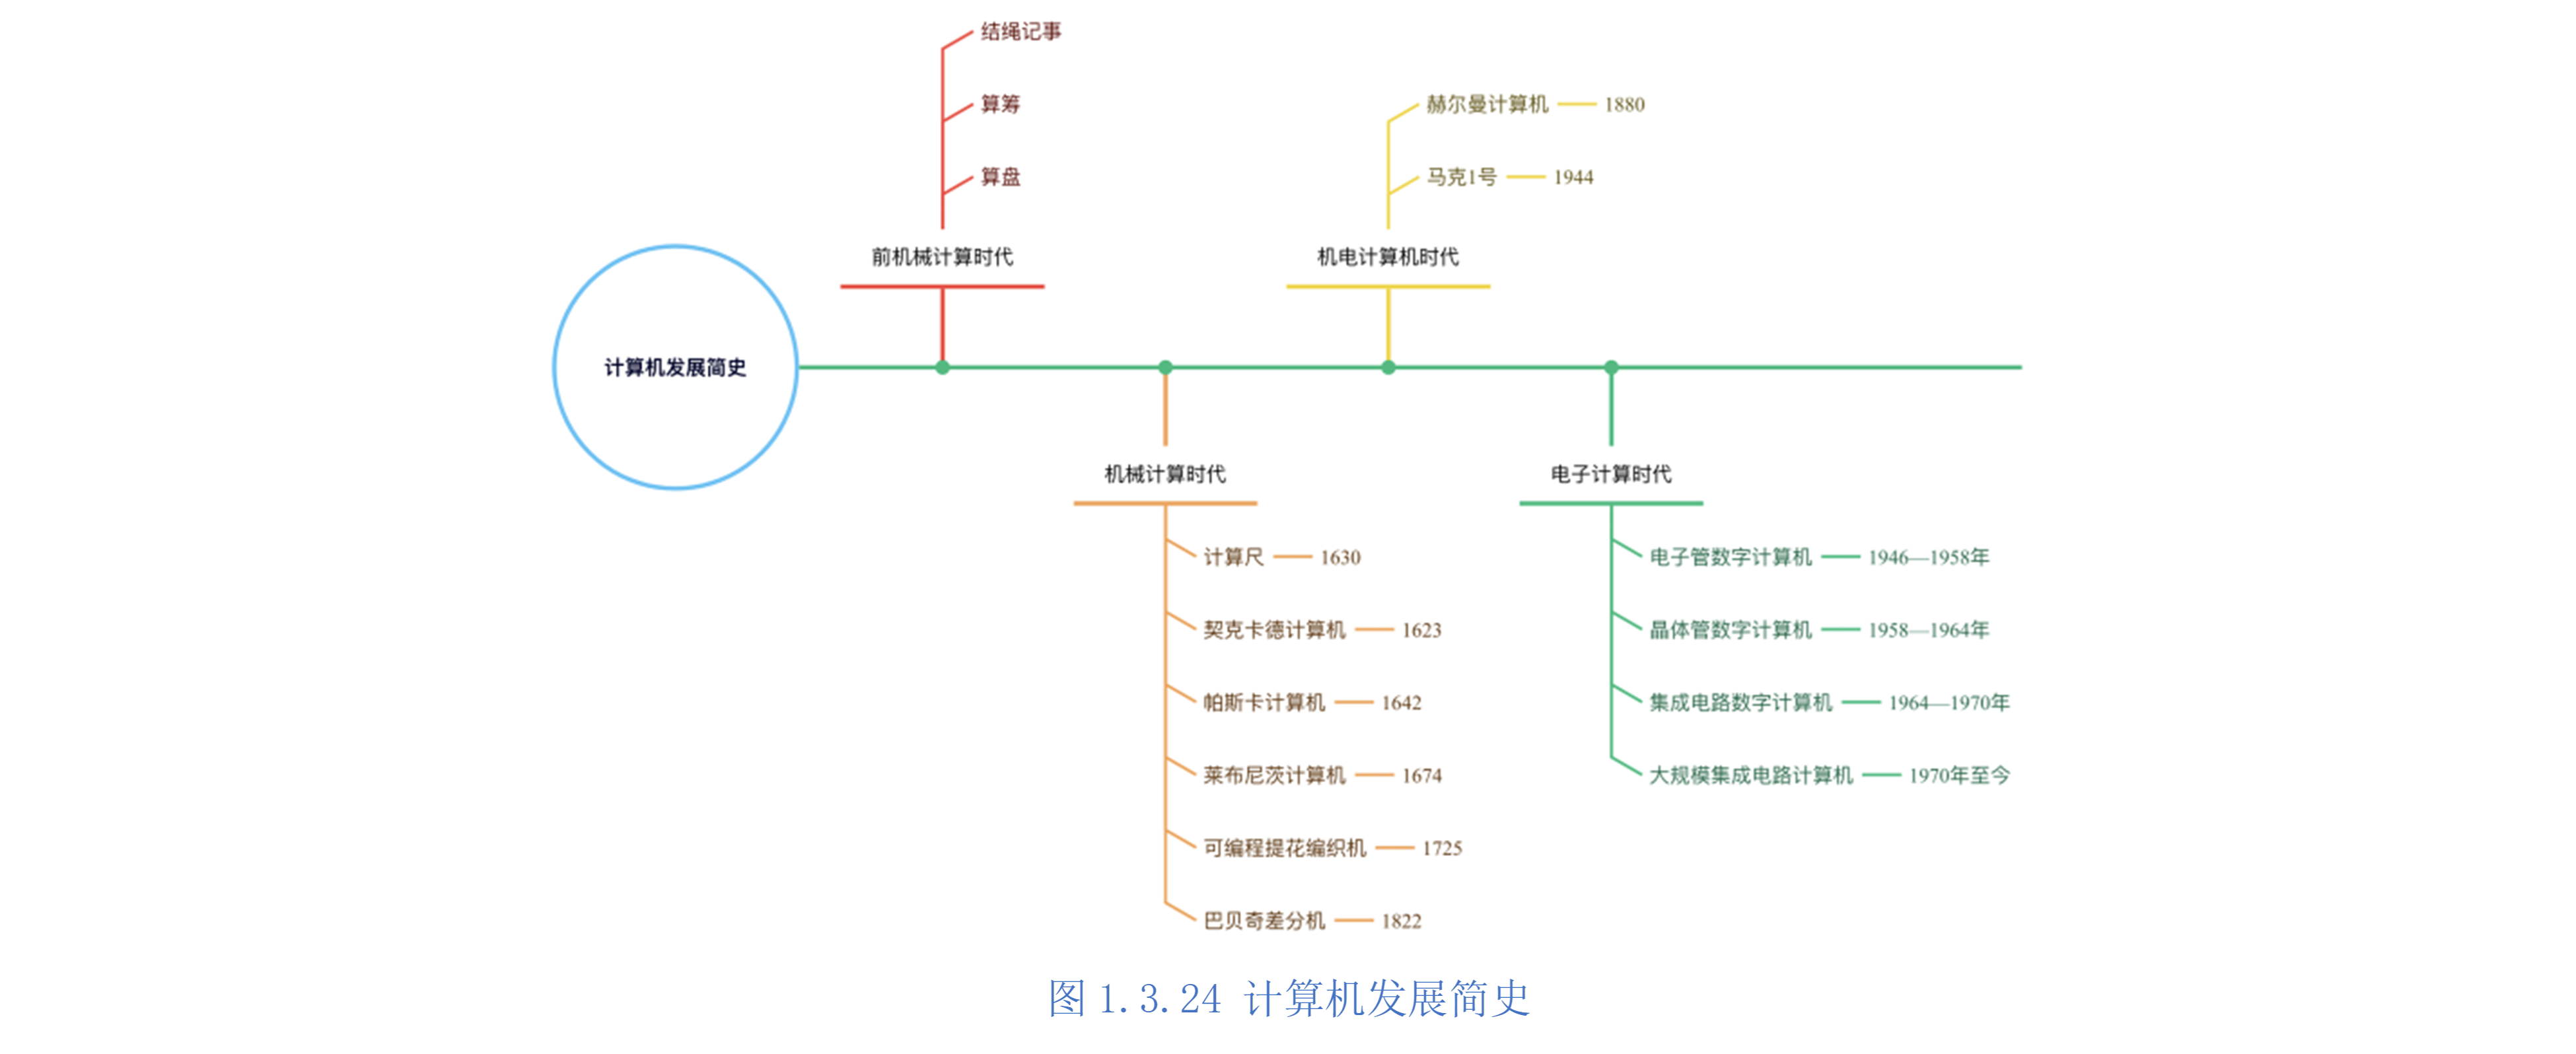 计算机发展简史
前机械计算时代
结绳记事
算筹
算盘
机械计算时代
计算尺 1630
契克卡德计算机 1623
帕斯卡计算机 1642
莱布尼茨计算机 1674
可编程提花编织机 1725
巴贝奇差分机 1822
机电计算机时代
赫尔曼计算机 1880
马克1号 1944
电子计算时代
电子管数字计算机 1946—1958年
晶体管数字计算机 1958—1964年
集成电路数字计算机 1964—1970年
大规模集成电路计算机 1970年至今
图 1.3.24 计算机发展简史